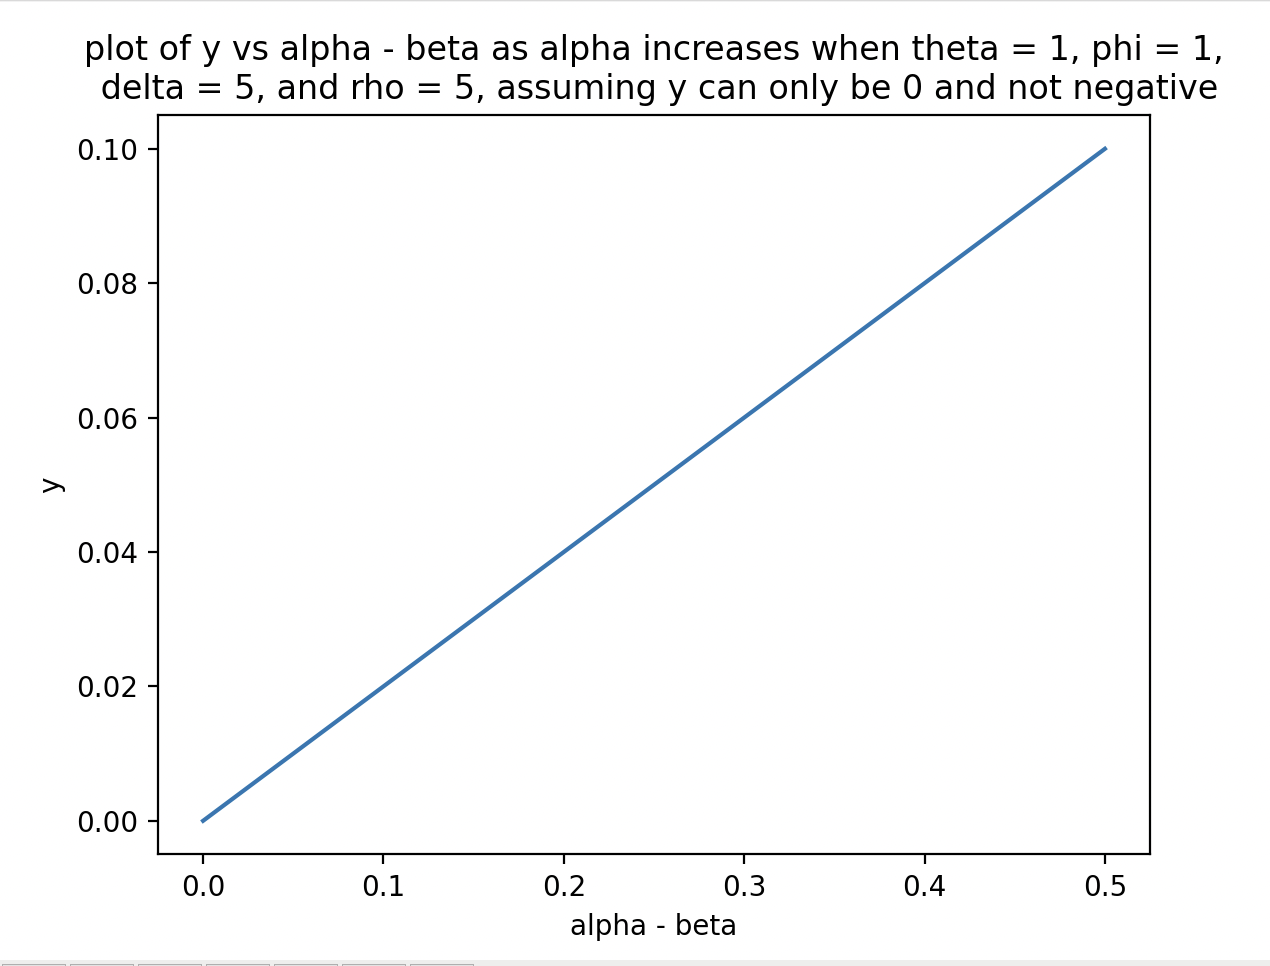 plot of y vs alpha - beta as alpha increases when theta = 1, phi = 1,
delta = 5, and rho = 5, assuming y can only be 0 and not negative
0.10
0.08
0.06
0.04
0.02
0.00
y
0.0 0.1 0.2 0.3 0.4 0.5
alpha - beta